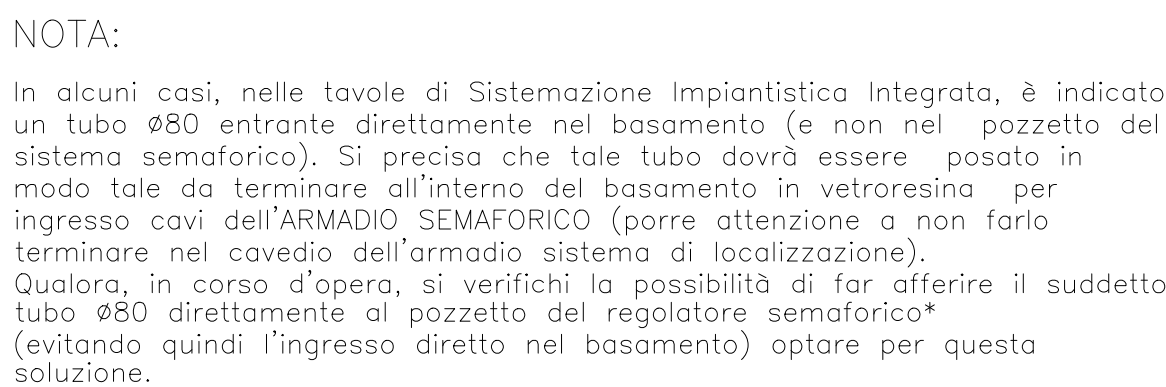 NOTA:
In alcuni casi, nelle tavole di Sistemazione Impiantistica Integrata, è indicato
un tubo Ø80 entrante direttamente nel basamento (e non nel pozzetto del
sistema semaforico). Si precisa che tale tubo dovrà essere posato in
modo tale da terminare all'interno del basamento in vetroresina per
ingresso cavi dell'ARMADIO SEMAFORICO (porre attenzione a non farlo
terminare nel cavedio dell'armadio sistema di localizzazione).
Qualora, in corso d'opera, si verifichi la possibilità di far afferire il suddetto
tubo Ø80 direttamente al pozzetto del regolatore semaforico*
(evitando quindi l'ingresso diretto nel basamento) optare per questa
soluzione.